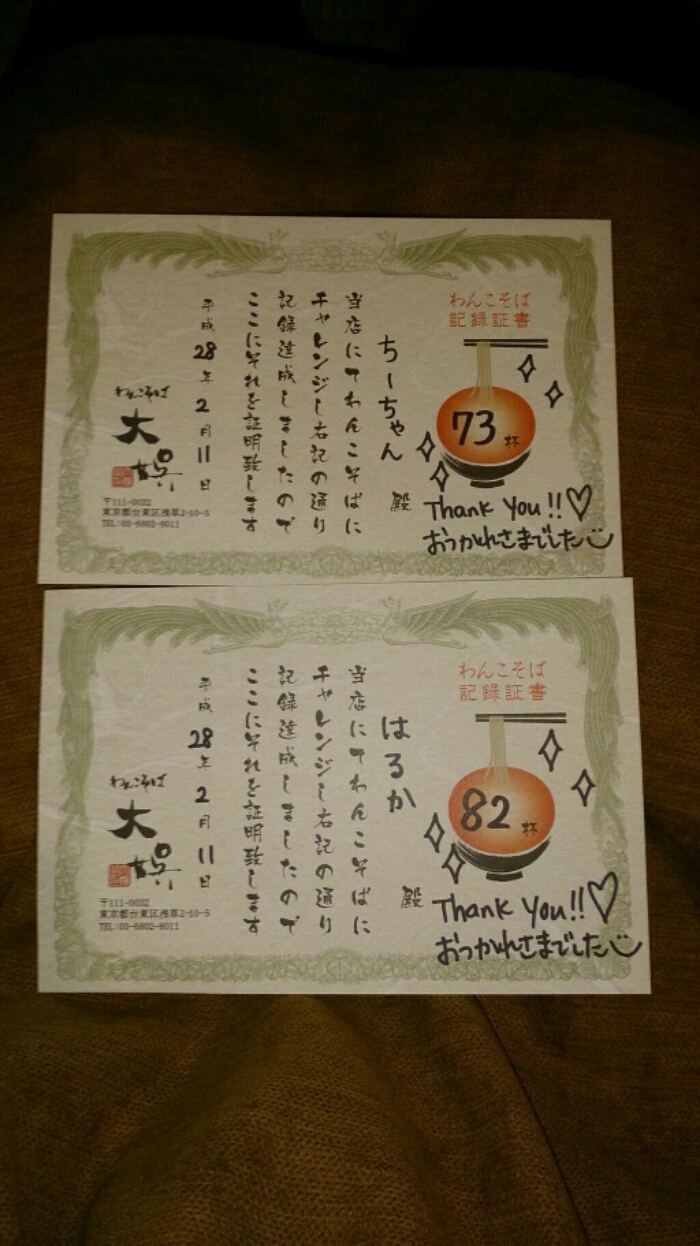 わんこそば
記録証書
73杯
Thank You!!♡
おつかれさまでした
ちーちゃん 殿
当店にてわんこそばに
チャレンジし右記の通り
記録達成しましたので
ここにそれを証明致します
平成28年2月11日
わんこそば
大
〒111-0032
東京都台東区浅草2-10-5
TEL:03-6802-8011
わんこそば
記録証書
82杯
Thank You!!♡
おつかれさまでした
はるか 殿
当店にてわんこそばに
チャレンジし右記の通り
記録達成しましたので
ここにそれを証明致します
平成28年2月11日
わんこそば
大
〒111-0032
東京都台東区浅草2-10-5
TEL:03-6802-8011